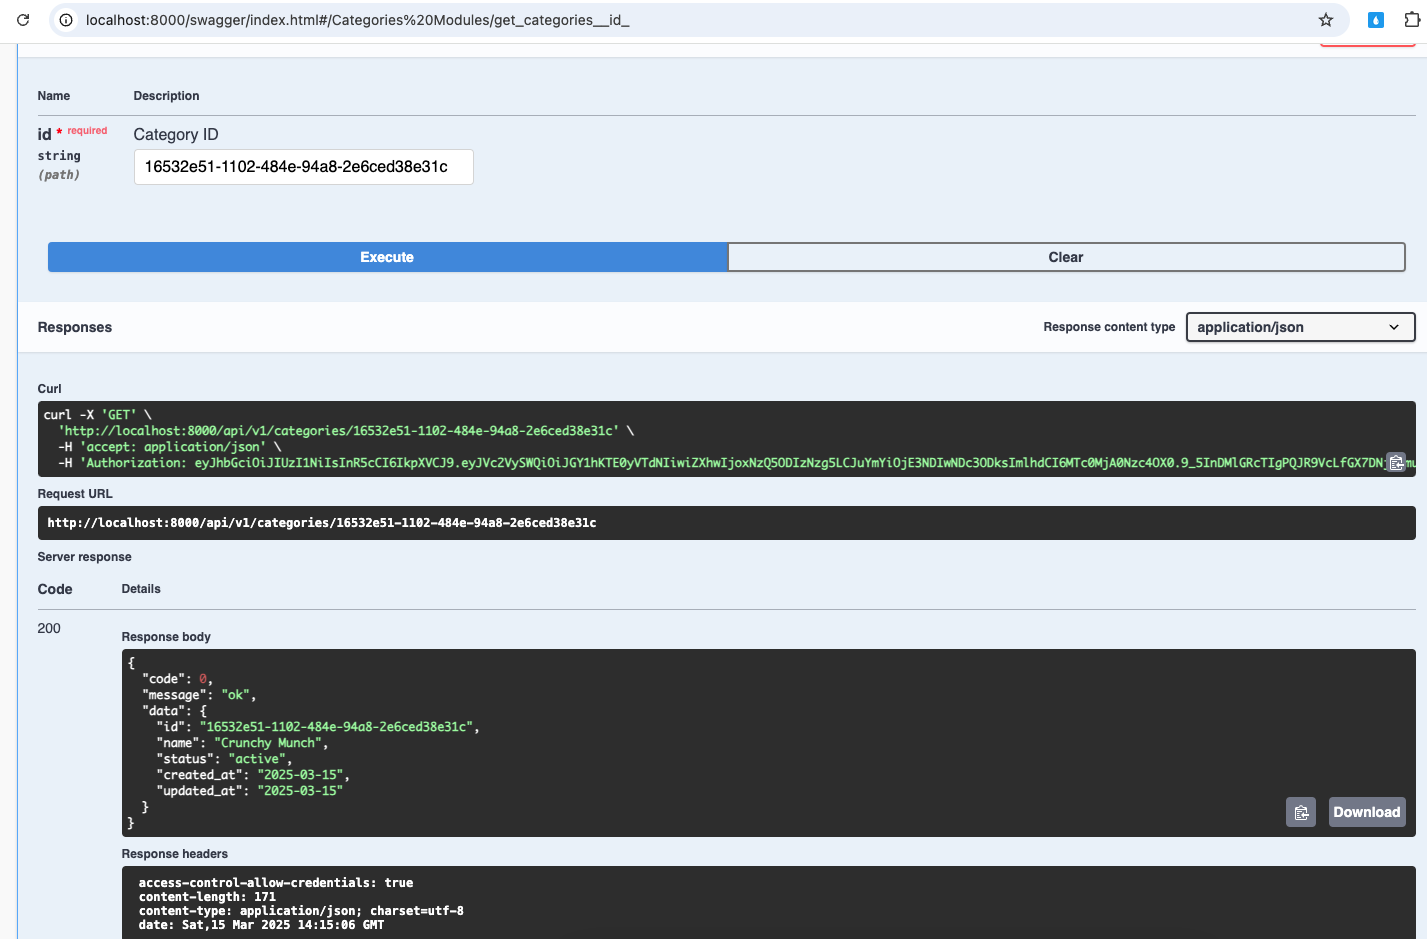 localhost:8000/swagger/index.html#/Categories%20Modules/get_categories__id_
Name Description
id * required Category ID
string 16532e51-1102-484e-94a8-2e6ced38e31c
(path)
Execute Clear
Responses Response content type application/json
Curl
curl -X 'GET' \
'http://localhost:8000/api/v1/categories/16532e51-1102-484e-94a8-2e6ced38e31c' \
-H 'accept: application/json' \
-H 'Authorization:
Request URL
http://localhost:8000/api/v1/categories/16532e51-1102-484e-94a8-2e6ced38e31c
Server response
Code Details
200
Response body
{
"code": 0,
"message": "ok",
"data": {
"id": "16532e51-1102-484e-94a8-2e6ced38e31c",
"name": "Crunchy Munch",
"status": "active",
"created_at": "2025-03-15",
"updated_at": "2025-03-15"
}
}
Download
Response headers
access-control-allow-credentials: true
content-length: 171
content-type: application/json; charset=utf-8
date: Sat,15 Mar 2025 14:15:06 GMT